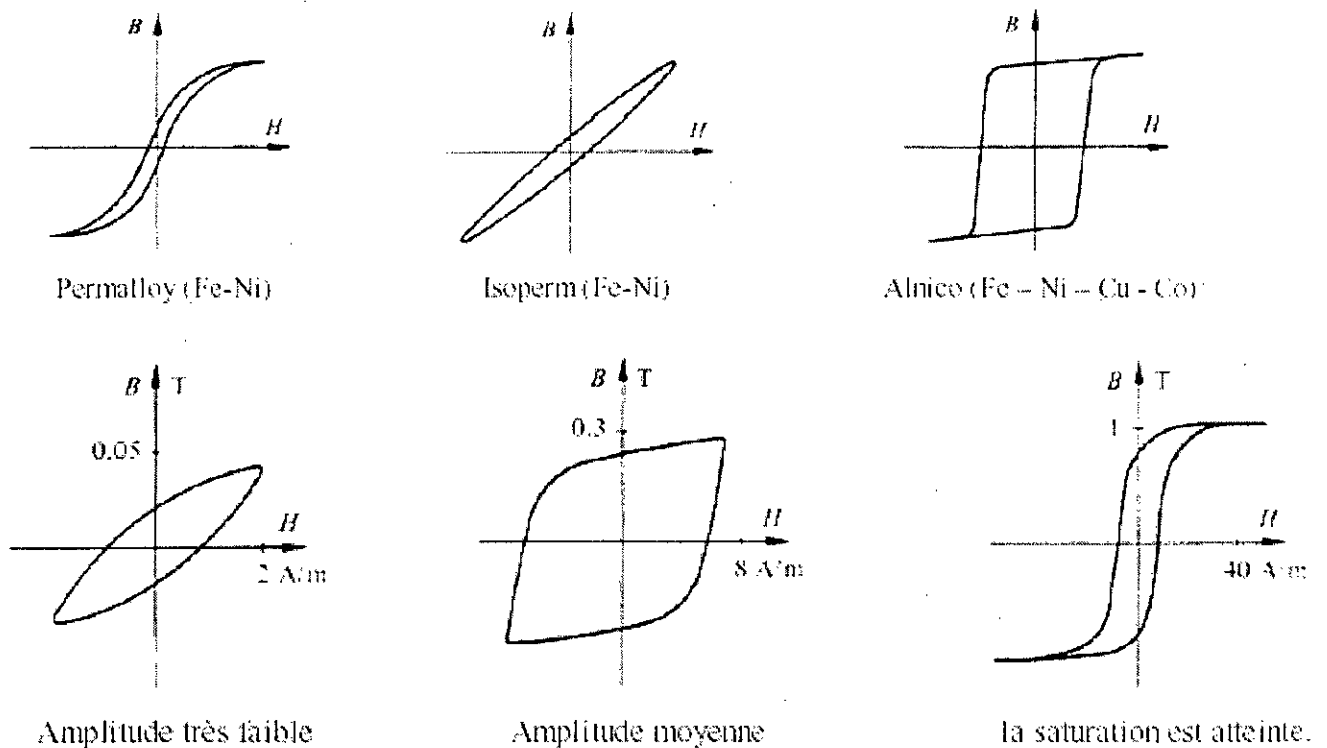 B
H
Permalloy (Fe-Ni)
B
H
Isoperm (Fe-Ni)
B
H
Alnico (Fe – Ni – Cu - Co)
B T
0.05
H
2 A/m
Amplitude très faible
B T
0.3
H
8 A/m
Amplitude moyenne
B T
1
H
40 A/m
la saturation est atteinte.